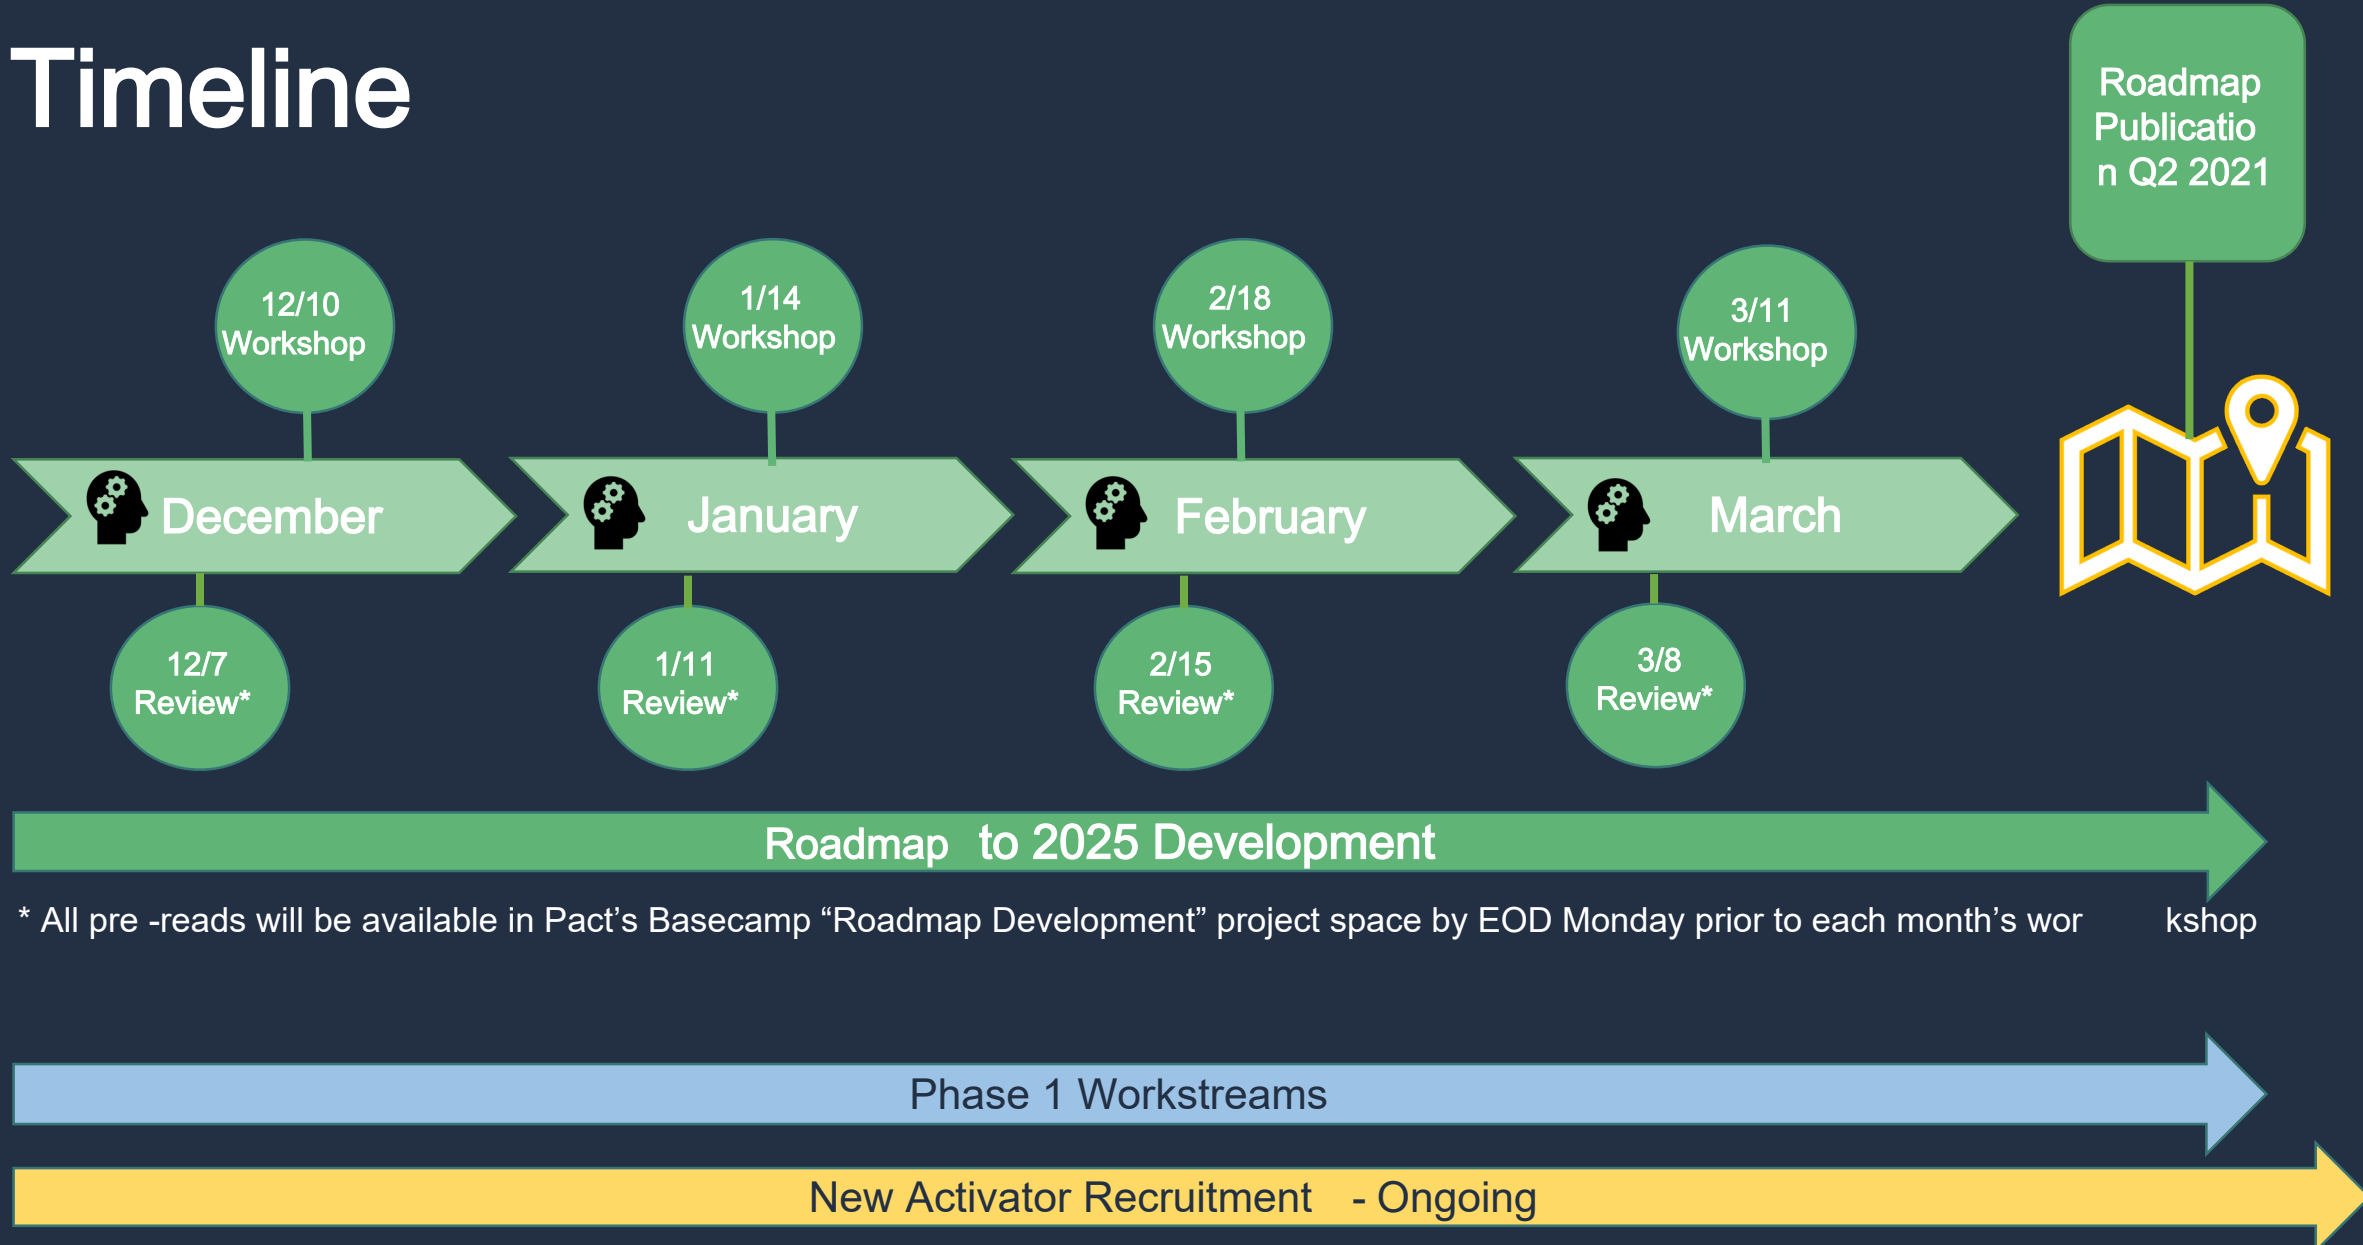 Timeline
Roadmap
Publicatio
n Q2 2021
12/10
Workshop
1/14
Workshop
2/18
Workshop
3/11
Workshop
December
January
February
March
12/7
Review*
1/11
Review*
2/15
Review*
3/8
Review*
Roadmap to 2025 Development
* All pre -reads will be available in Pact’s Basecamp “Roadmap Development” project space by EOD Monday prior to each month’s wor kshop
Phase 1 Workstreams
New Activator Recruitment - Ongoing